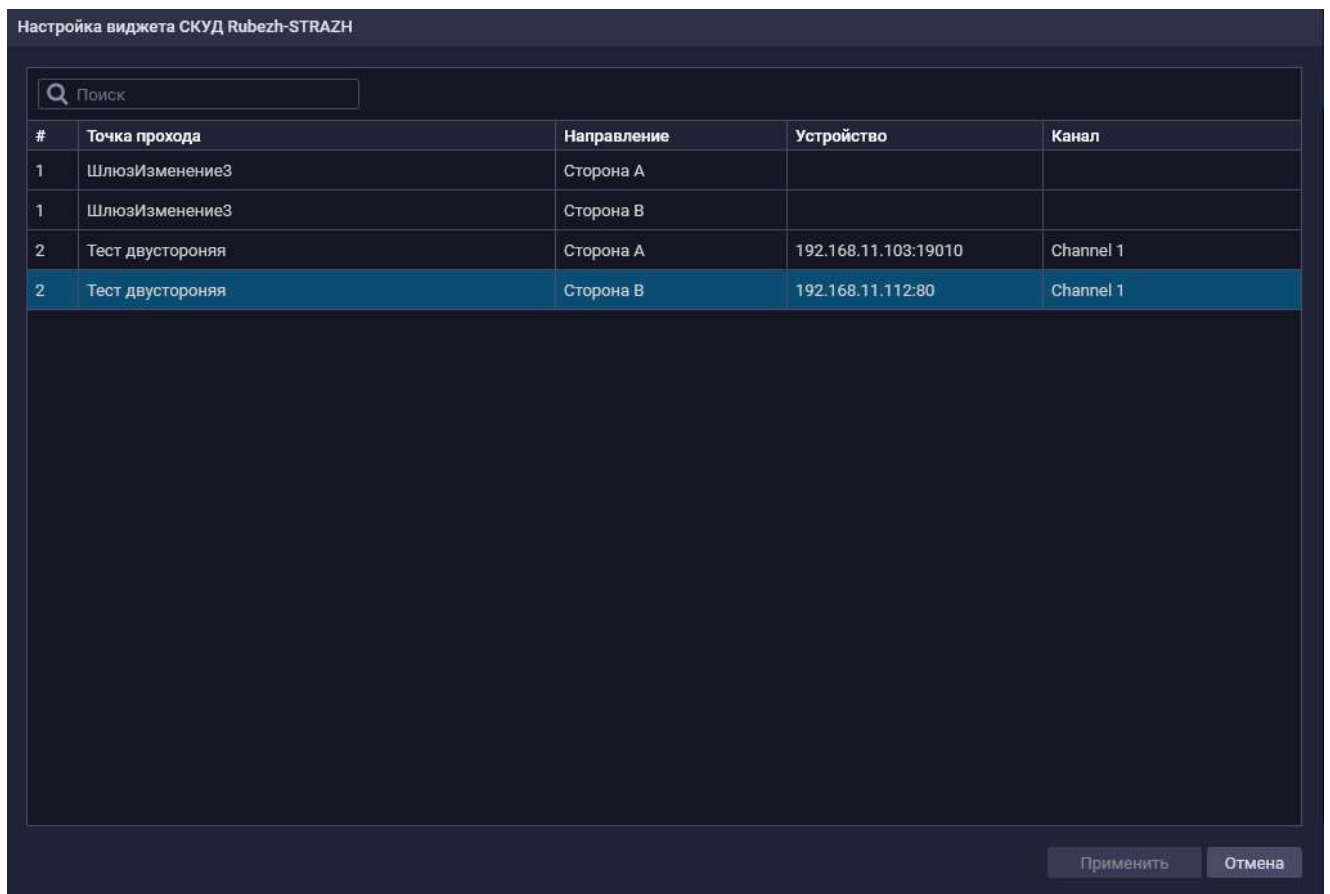 Настройка виджета СКУД Rubezh-STRAZH
Поиск
# Точка прохода Направление Устройство Канал
1 ШлюзИзменение3 Сторона A
1 ШлюзИзменение3 Сторона B
2 Тест двустороняя Сторона A 192.168.11.103:19010 Channel 1
2 Тест двустороняя Сторона B 192.168.11.112:80 Channel 1
Применить Отмена